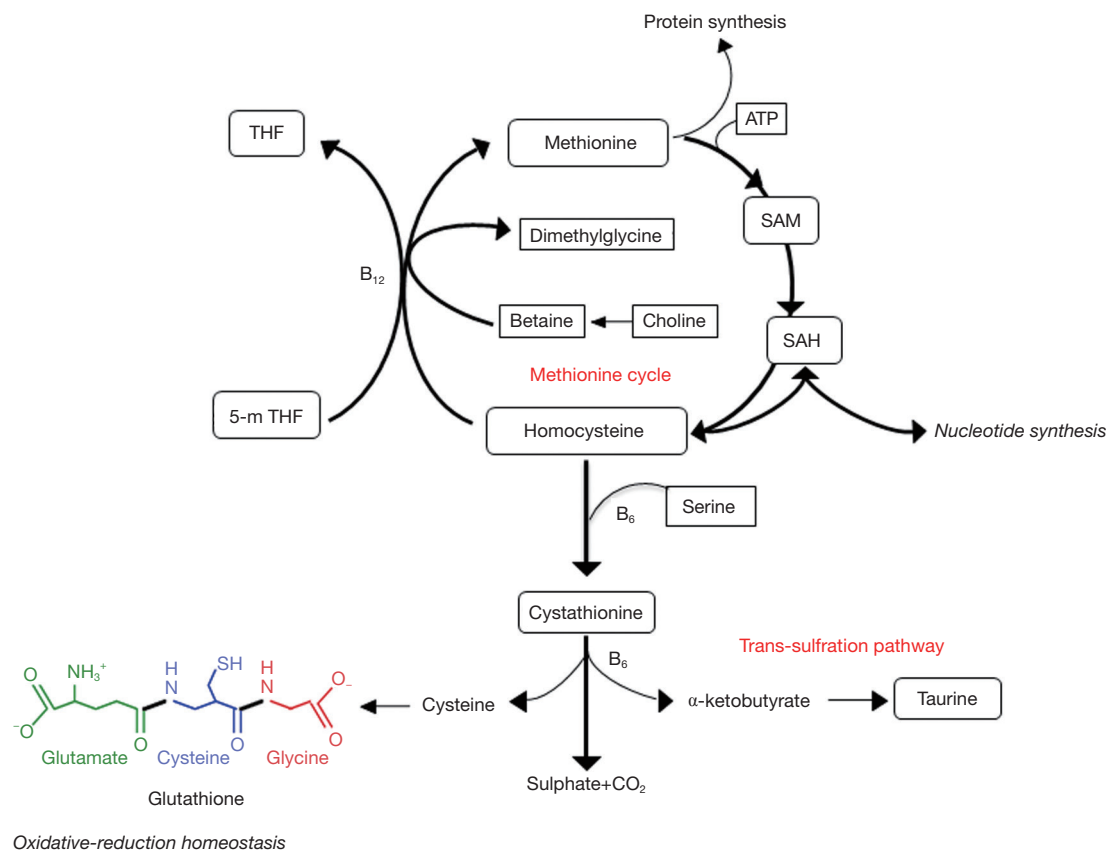 Protein synthesis
THF
Methionine
ATP
SAM
Dimethylglycine
B₁₂
Betaine
Choline
SAH
Methionine cycle
5-m THF
Homocysteine
Nucleotide synthesis
Serine
B₆
Cystathionine
B₆
Trans-sulfration pathway
SH
NH₃⁺
H
N
H
N
O
O⁻
Cysteine
α-ketobutyrate
Taurine
⁻O
O
O
O
Glutamate
Cysteine
Glycine
Sulphate+CO₂
Glutathione
Oxidative-reduction homeostasis